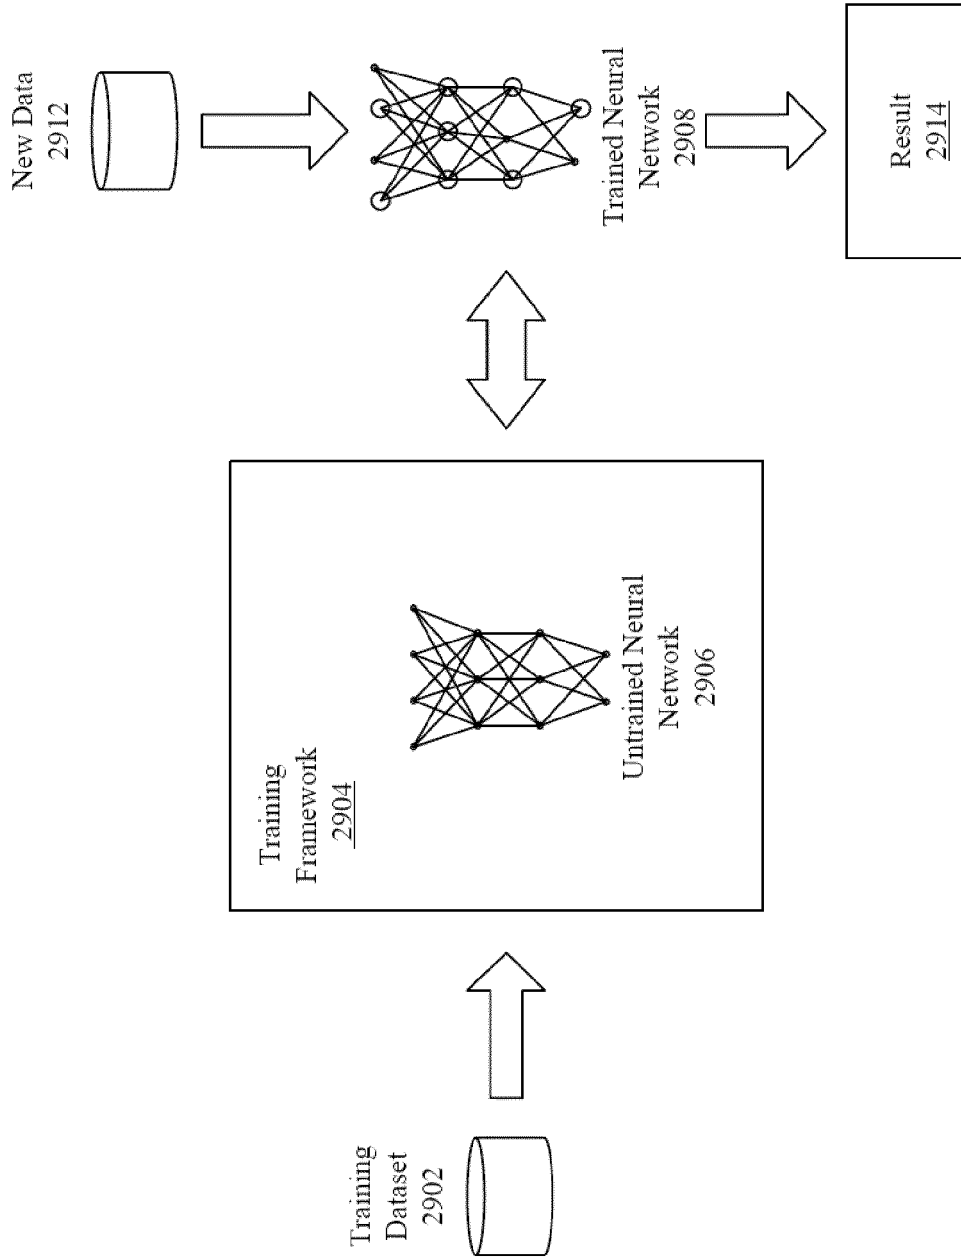 Training
Dataset
2902
Training
Framework
2904
Untrained Neural
Network
2906
New Data
2912
Trained Neural
Network
2908
Result
2914